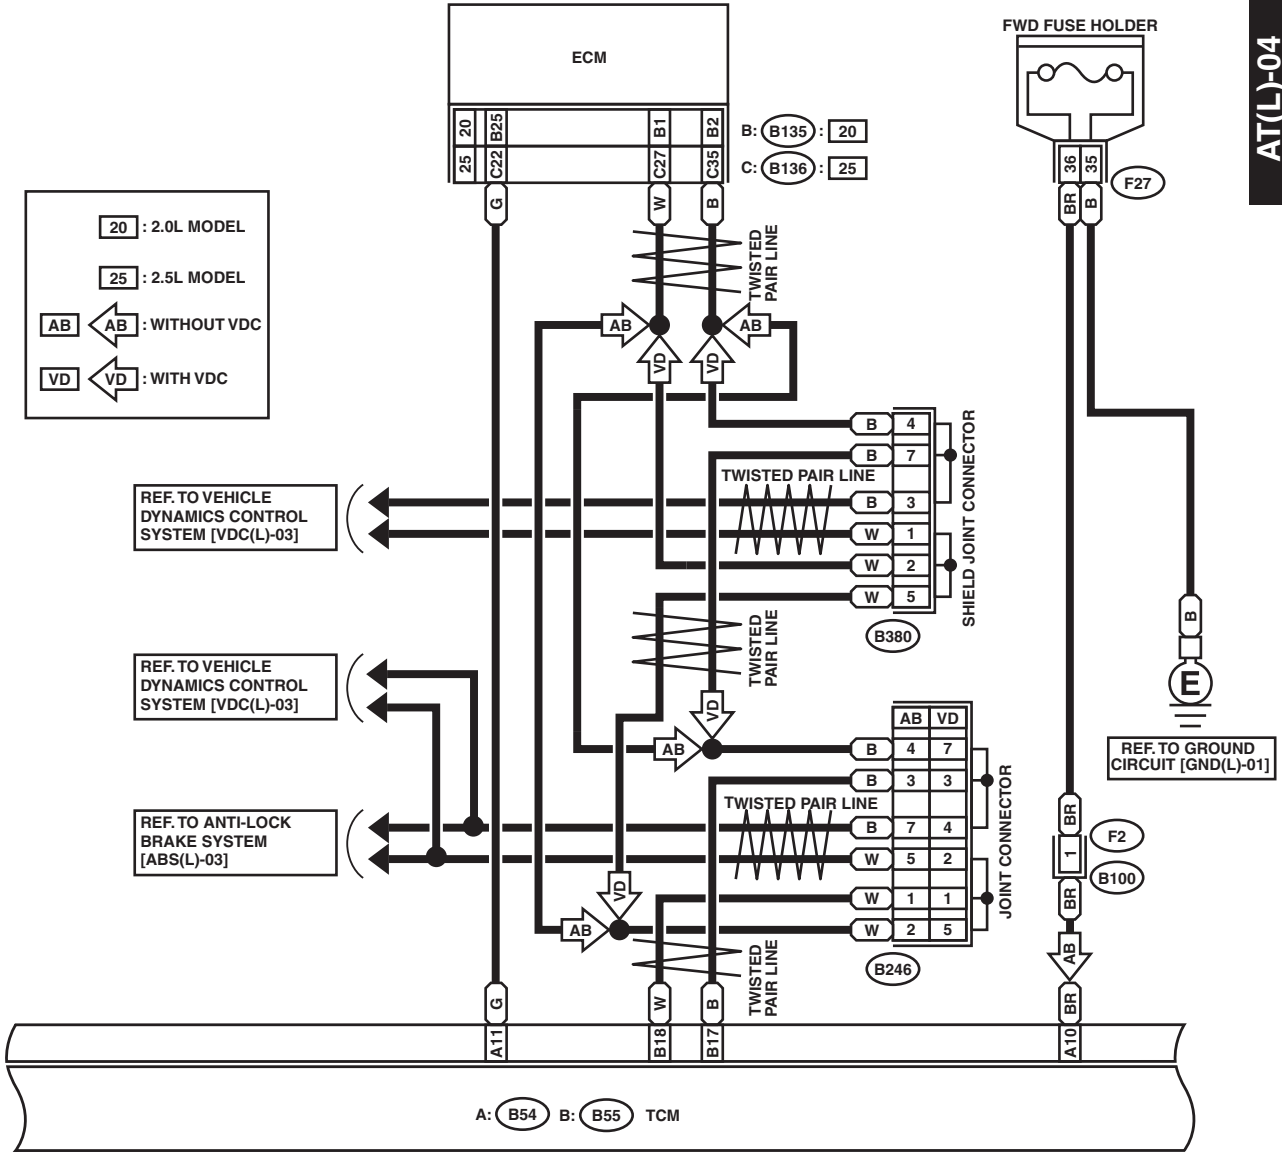 FWD FUSE HOLDER
AT(L)-04
ECM
20 B25 B1 B2
B: B135 : 20
25 C22 C27 C35
C: B136 : 25
36 35
F27
G W B
BR B
TWISTED
PAIR LINE
20 : 2.0L MODEL
25 : 2.5L MODEL
AB AB : WITHOUT VDC
VD VD : WITH VDC
AB AB
VD VD
B 4
B 7
TWISTED PAIR LINE
B 3
W 1
W 2
W 5
SHIELD JOINT CONNECTOR
B380
REF. TO VEHICLE
DYNAMICS CONTROL
SYSTEM [VDC(L)-03]
TWISTED
PAIR LINE
B
E
REF. TO GROUND
CIRCUIT [GND(L)-01]
REF. TO VEHICLE
DYNAMICS CONTROL
SYSTEM [VDC(L)-03]
VD
AB
AB VD
B 4 7
B 3 3
TWISTED PAIR LINE
B 7 4
W 5 2
W 1 1
W 2 5
JOINT CONNECTOR
B246
REF. TO ANTI-LOCK
BRAKE SYSTEM
[ABS(L)-03]
VD
AB
TWISTED
PAIR LINE
BR
1
F2
B100
BR
AB
G W B BR
A11 B18 B17 A10
A: B54 B: B55 TCM